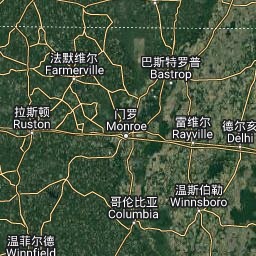 法默维尔
Farmerville
巴斯特罗普
Bastrop
拉斯顿
Ruston
门罗
Monroe
雷维尔
Rayville
德尔亥
Delhi
哥伦比亚
Columbia
温斯伯勒
Winnsboro
温菲尔德
Winnfield